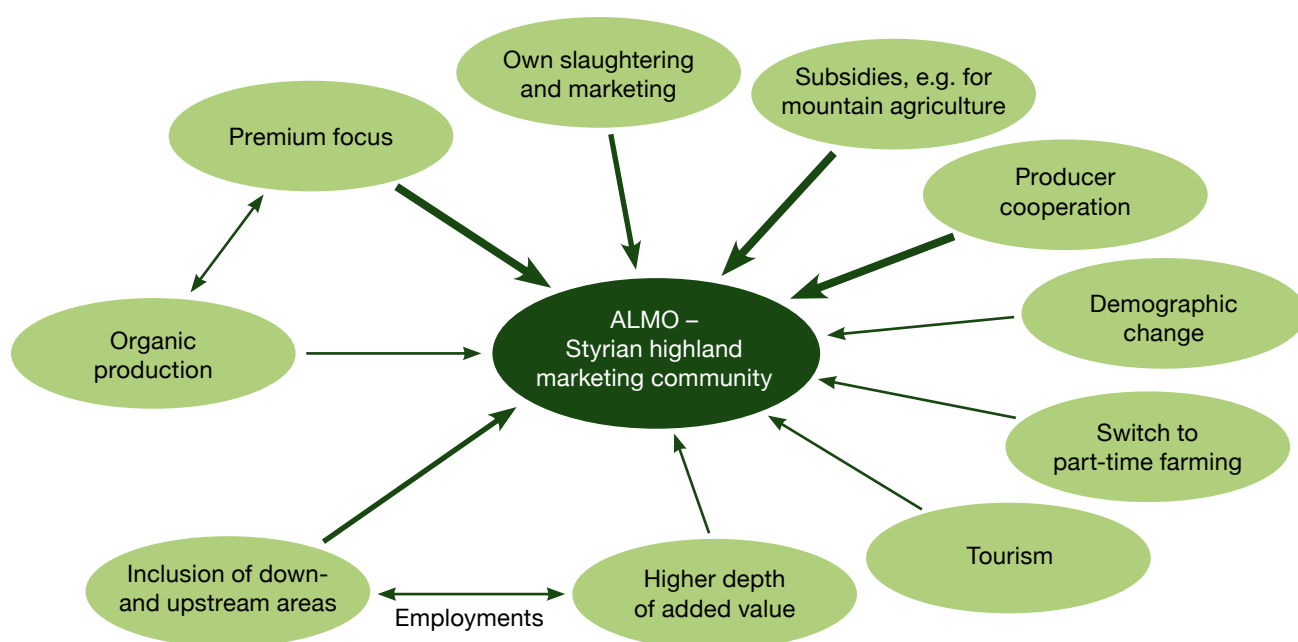 Own slaughtering
and marketing
Subsidies, e.g. for
mountain agriculture
Premium focus
Producer
cooperation
ALMO –
Styrian highland
marketing community
Demographic
change
Organic
production
Switch to
part-time farming
Tourism
Inclusion of down-
and upstream areas
Employments
Higher depth
of added value